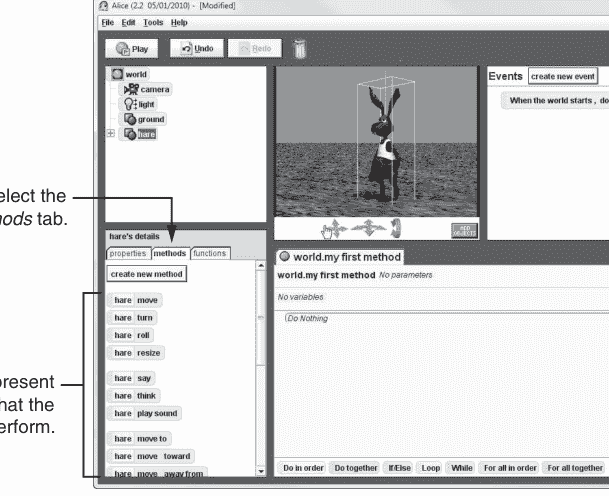 Alice (2.2 05/01/2010) - [Modified]
File Edit Tools Help
Play Undo Redo
world
camera
light
ground
hare
Events create new event
When the world starts, do
ADD OBJECTS
elect the
ods tab.
hare's details
properties methods functions
create new method
hare move
hare turn
hare roll
hare resize
hare say
hare think
hare play sound
hare move to
hare move toward
hare move away from
present
hat the
erform.
world.my first method
world.my first method No parameters
No variables
(Do Nothing
Do in order Do together If/Else Loop While For all in order For all together